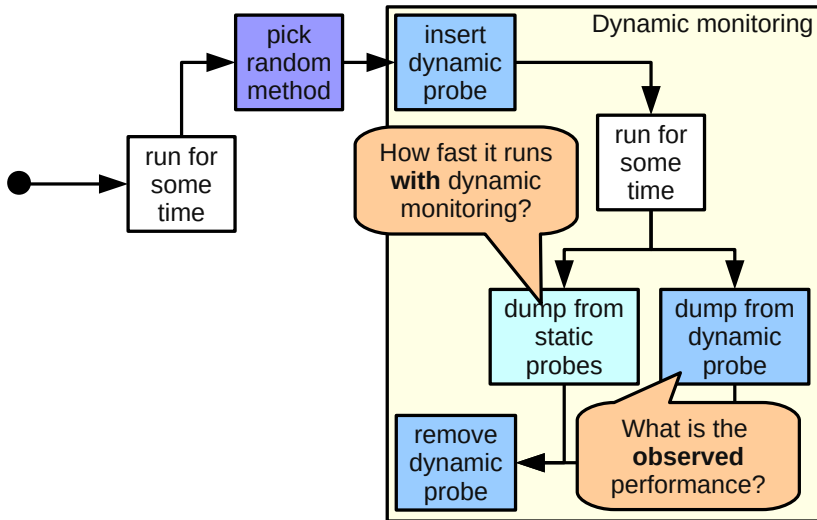 Dynamic monitoring
pick
random
method
insert
dynamic
probe
run for
some
time
run for
some
time
How fast it runs
with dynamic
monitoring?
dump from
static
probes
dump from
dynamic
probe
remove
dynamic
probe
What is the
observed
performance?